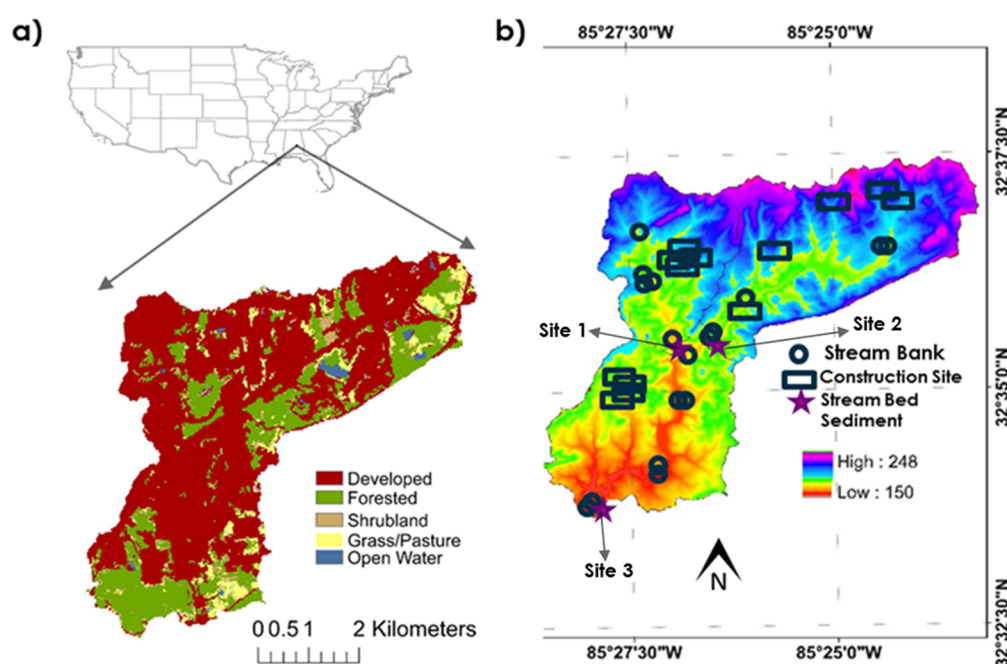 a)
Developed
Forested
Shrubland
Grass/Pasture
Open Water
0 0.5 1 2 Kilometers
b)
85°27'30"W 85°25'0"W
32°37'30"N
32°35'0"N
32°32'30"N
Site 1
Site 2
Stream Bank
Construction Site
Stream Bed
Sediment
High : 248
Low : 150
Site 3
N
85°27'30"W 85°25'0"W